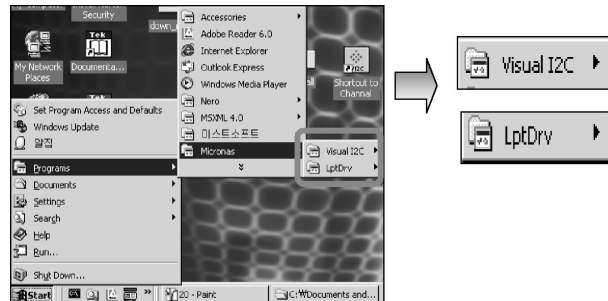 Internet
Security
My Network
Places
Tek
Documenta...
Shortcut to
Channel
Set Program Access and Defaults
Windows Update
알집
Programs
Documents
Settings
Search
Help
Run...
Shut Down...
Accessories
Adobe Reader 6.0
Internet Explorer
Outlook Express
Windows Media Player
Nero
MSXML 4.0
이스트소프트
Micronas
Visual I2C
LptDrv
Start
20 - Paint
C:₩Documents and...
Visual I2C
LptDrv